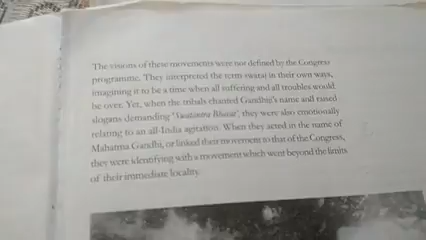 The visions of these movements were not defined by the Congress
programme. They interpreted the term swaraj in their own ways,
imagining it to be a time when all suffering and all troubles would
be over. Yet, when the tribals chanted Gandhiji's name and raised
slogans demanding 'Swatantra Bharat', they were also emotionally
relating to an all-India agitation. When they acted in the name of
Mahatma Gandhi, or linked their movement to that of the Congress,
they were identifying with a movement which went beyond the limits
of their immediate locality.